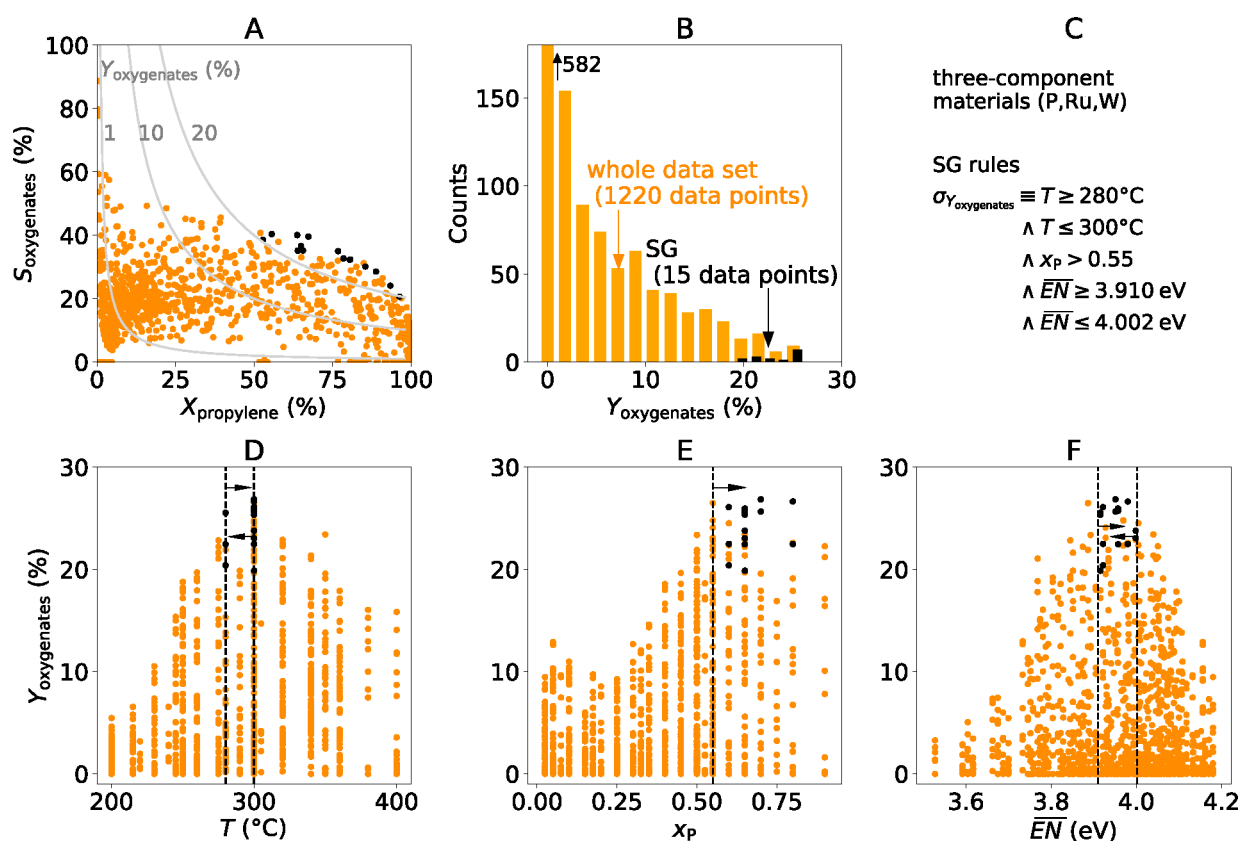 A
S_oxygenates (%)
100
80
60
40
20
0
Y_oxygenates (%)
1
10
20
0
25
50
75
100
X_propylene (%)
B
Counts
150
100
50
0
582
whole data set
(1220 data points)
SG
(15 data points)
0
10
20
30
Y_oxygenates (%)
C
three-component
materials (P,Ru,W)
SG rules
σ_Y_oxygenates ≡ T ≥ 280°C
∧ T ≤ 300°C
∧ x_P > 0.55
∧ E̅N̅ ≥ 3.910 eV
∧ E̅N̅ ≤ 4.002 eV
D
Y_oxygenates (%)
30
20
10
0
200
300
400
T (°C)
E
30
20
10
0
0.00
0.25
0.50
0.75
x_P
F
30
20
10
0
3.6
3.8
4.0
4.2
E̅N̅ (eV)